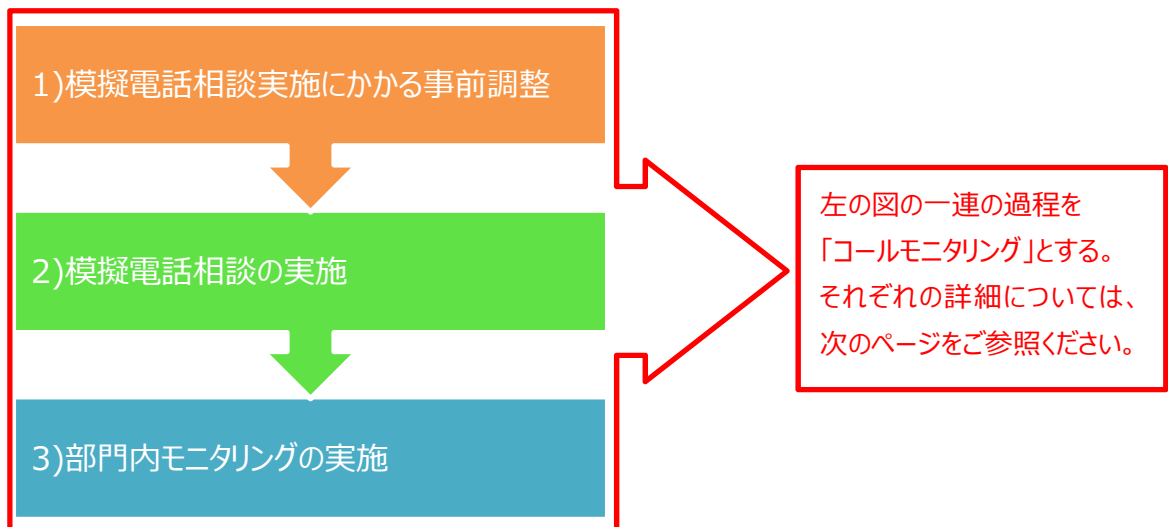 1)模擬電話相談実施にかかる事前調整
2)模擬電話相談の実施
3)部門内モニタリングの実施
左の図の一連の過程を
「コールモニタリング」とする。
それぞれの詳細については、
次のページをご参照ください。